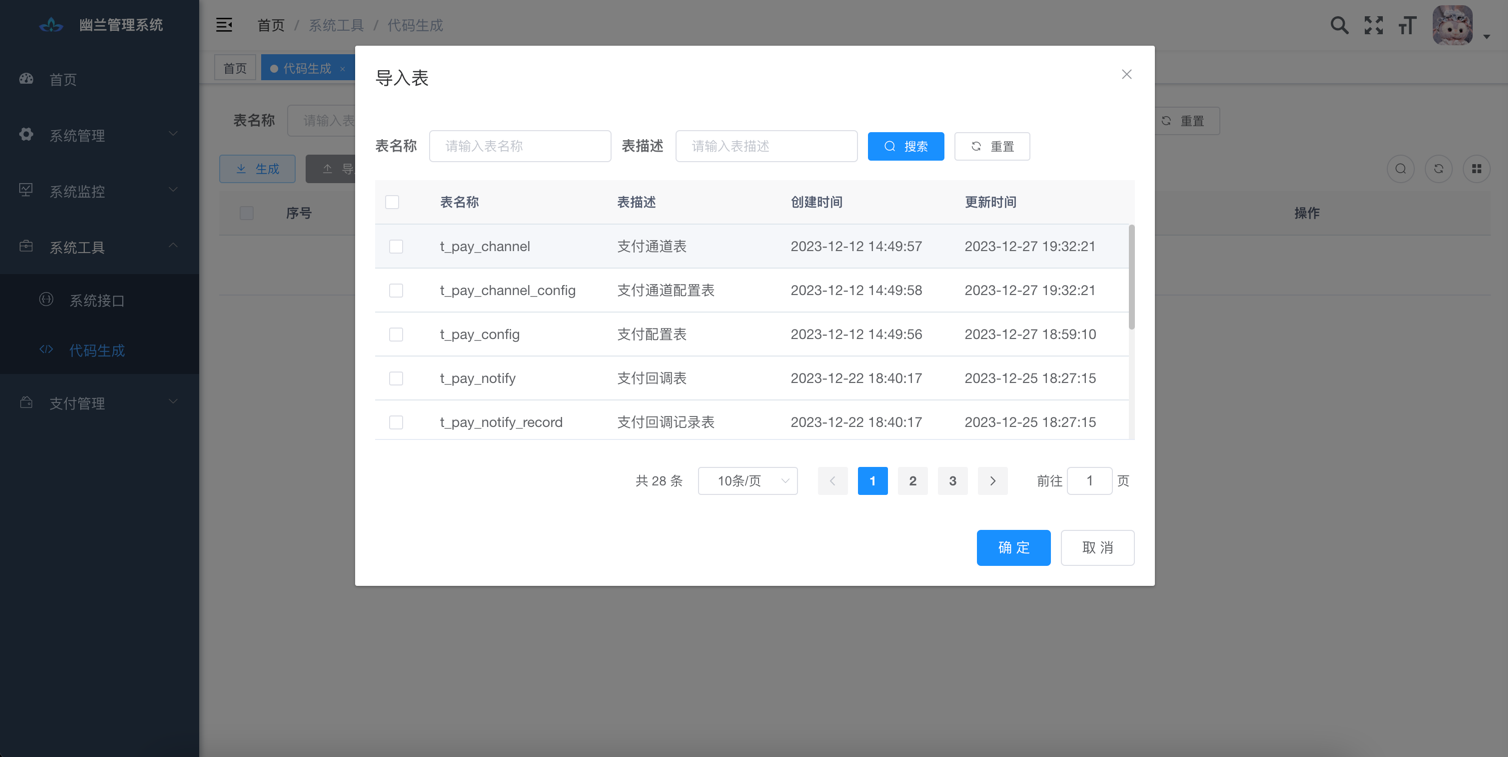 幽兰管理系统
首页 / 系统工具 / 代码生成
首页
代码生成 ×
首页
系统管理
系统监控
系统工具
系统接口
代码生成
支付管理
表名称 请输入表
重置
生成
导
序号
操作
导入表
表名称 请输入表名称 表描述 请输入表描述 搜索 重置
表名称 表描述 创建时间 更新时间
t_pay_channel 支付通道表 2023-12-12 14:49:57 2023-12-27 19:32:21
t_pay_channel_config 支付通道配置表 2023-12-12 14:49:58 2023-12-27 19:32:21
t_pay_config 支付配置表 2023-12-12 14:49:56 2023-12-27 18:59:10
t_pay_notify 支付回调表 2023-12-22 18:40:17 2023-12-25 18:27:15
t_pay_notify_record 支付回调记录表 2023-12-22 18:40:17 2023-12-25 18:27:15
共 28 条 10条/页 1 2 3 前往 1 页
确 定 取 消